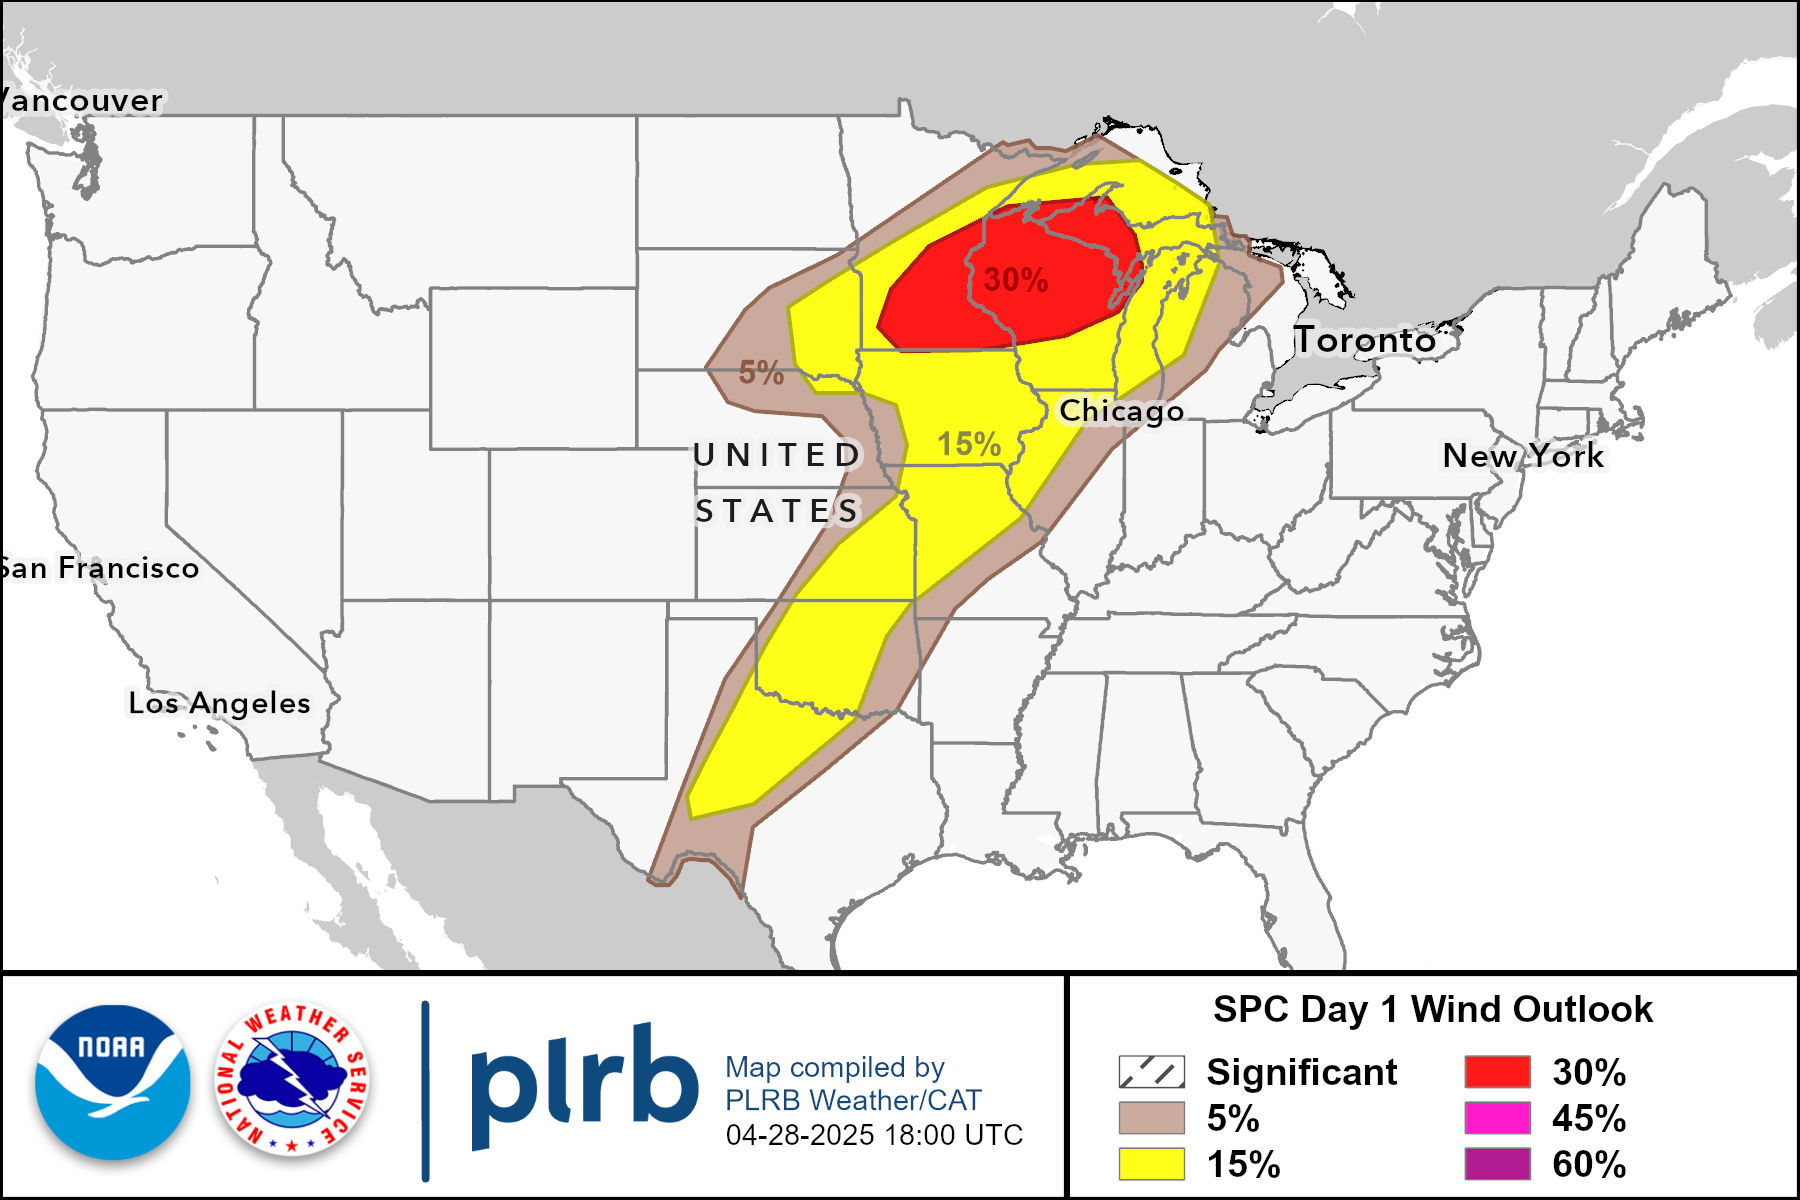 Vancouver
30%
Toronto
5%
Chicago
15%
UNITED
New York
STATES
San Francisco
Los Angeles
NOAA
NATIONAL WEATHER SERVICE
plrb
Map compiled by
PLRB Weather/CAT
04-28-2025 18:00 UTC
SPC Day 1 Wind Outlook
Significant
5%
15%
30%
45%
60%